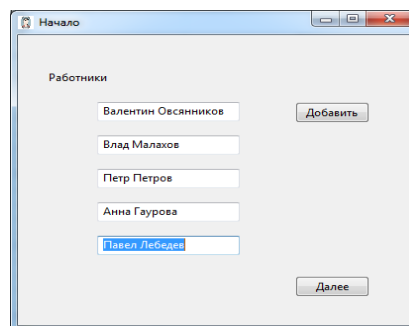 Начало
Работники
Валентин Овсянников
Добавить
Влад Малахов
Петр Петров
Анна Гаурова
Павел Лебедев
Далее